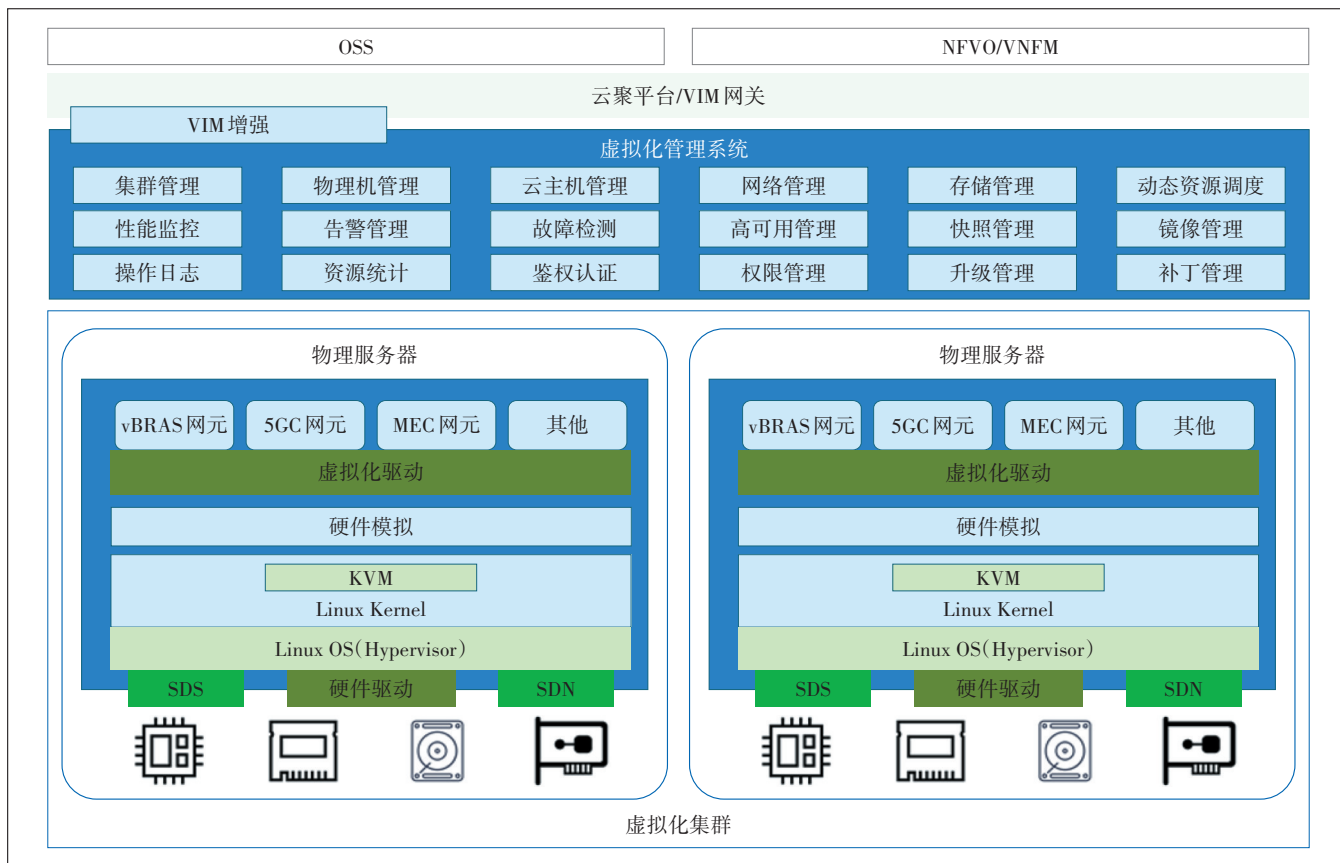 OSS
NFVO/VNFM
云聚平台/VIM网关
VIM增强
虚拟化管理系统
集群管理 物理机管理 云主机管理 网络管理 存储管理 动态资源调度
性能监控 告警管理 故障检测 高可用管理 快照管理 镜像管理
操作日志 资源统计 鉴权认证 权限管理 升级管理 补丁管理
物理服务器
vBRAS网元 5GC网元 MEC网元 其他
虚拟化驱动
硬件模拟
KVM
Linux Kernel
Linux OS(Hypervisor)
SDS 硬件驱动 SDN
物理服务器
vBRAS网元 5GC网元 MEC网元 其他
虚拟化驱动
硬件模拟
KVM
Linux Kernel
Linux OS(Hypervisor)
SDS 硬件驱动 SDN
虚拟化集群